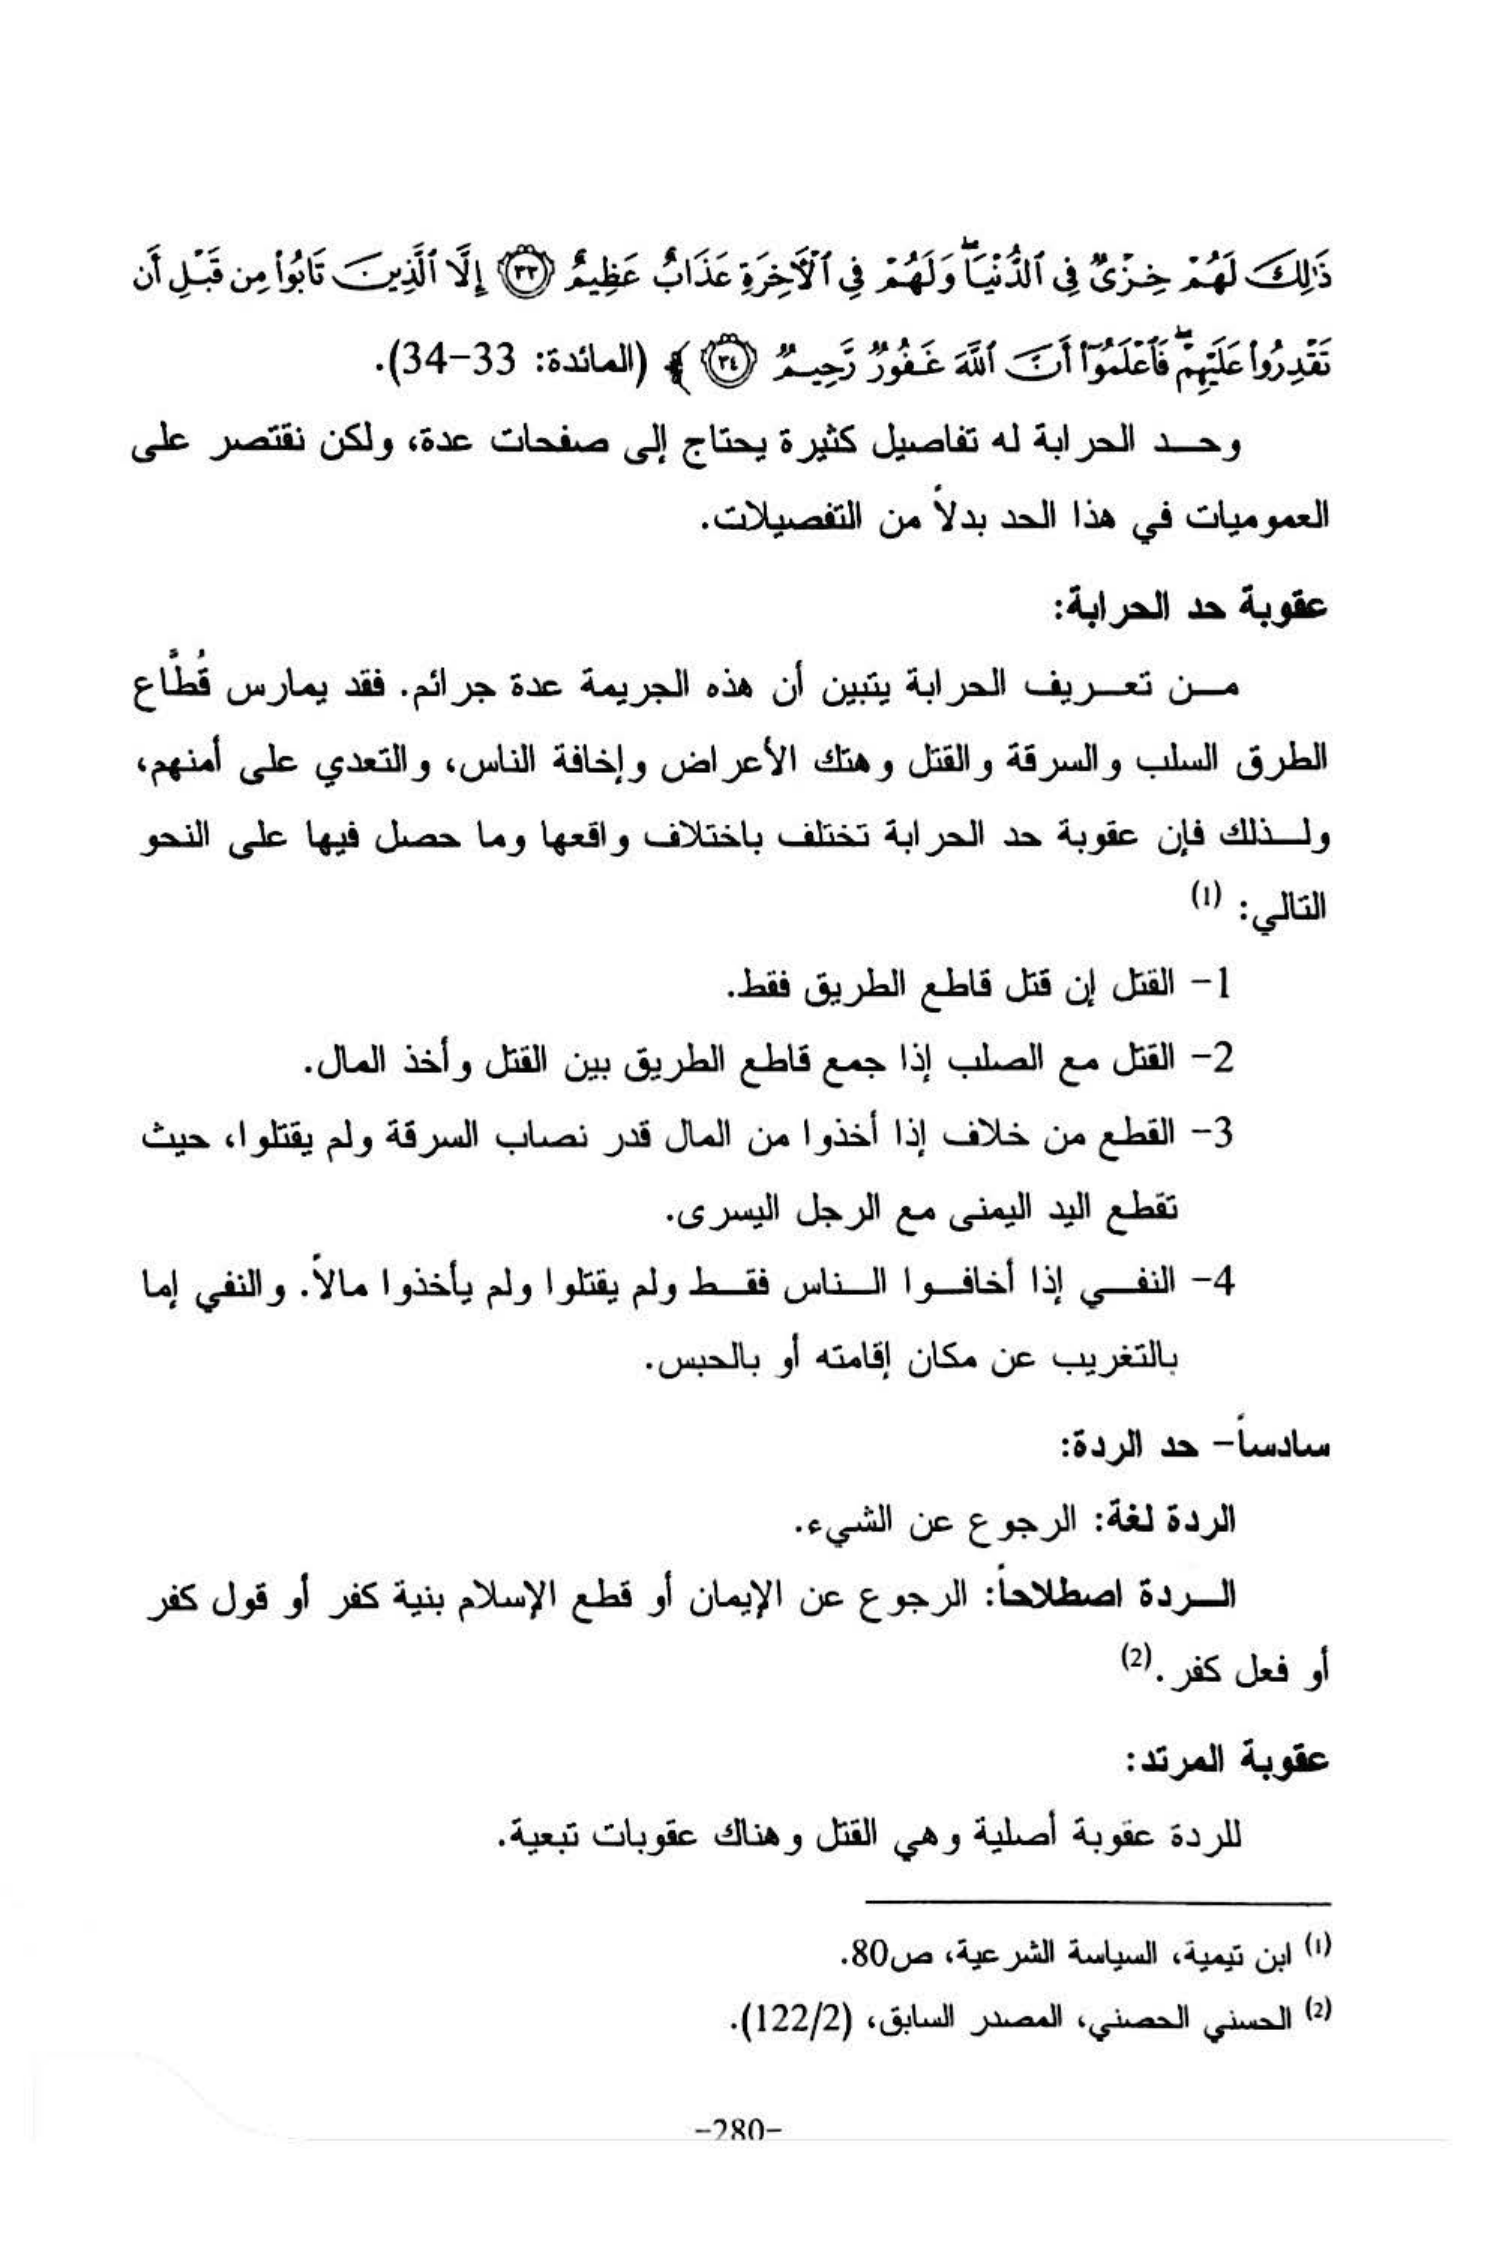 ذَٰلِكَ لَهُمْ خِزْىٌ فِى ٱلدُّنْيَا ۖ وَلَهُمْ فِى ٱلْآخِرَةِ عَذَابٌ عَظِيمٌ ۝٣٣ إِلَّا ٱلَّذِينَ تَابُوا۟ مِن قَبْلِ أَن
تَقْدِرُوا۟ عَلَيْهِمْ ۖ فَٱعْلَمُوٓا۟ أَنَّ ٱللَّهَ غَفُورٌ رَّحِيمٌ ۝٣٤ ﴾ (المائدة: 33-34).
وحد الحرابة له تفاصيل كثيرة يحتاج إلى صفحات عدة، ولكن نقتصر على
العموميات في هذا الحد بدلاً من التفصيلات.
عقوبة حد الحرابة:
من تعريف الحرابة يتبين أن هذه الجريمة عدة جرائم. فقد يمارس قُطَّاع
الطرق السلب والسرقة والقتل وهتك الأعراض وإخافة الناس، والتعدي على أمنهم،
ولذلك فإن عقوبة حد الحرابة تختلف باختلاف واقعها وما حصل فيها على النحو
التالي: (1)
1- القتل إن قتل قاطع الطريق فقط.
2- القتل مع الصلب إذا جمع قاطع الطريق بين القتل وأخذ المال.
3- القطع من خلاف إذا أخذوا من المال قدر نصاب السرقة ولم يقتلوا، حيث
تقطع اليد اليمنى مع الرجل اليسرى.
4- النفي إذا أخافوا الناس فقط ولم يقتلوا ولم يأخذوا مالاً. والنفي إما
بالتغريب عن مكان إقامته أو بالحبس.
سادساً- حد الردة:
الردة لغة: الرجوع عن الشيء.
الردة اصطلاحاً: الرجوع عن الإيمان أو قطع الإسلام بنية كفر أو قول كفر
أو فعل كفر.(2)
عقوبة المرتد:
للردة عقوبة أصلية وهي القتل وهناك عقوبات تبعية.
(1) ابن تيمية، السياسة الشرعية، ص80.
(2) الحسني الحصني، المصدر السابق، (122/2).
-280-